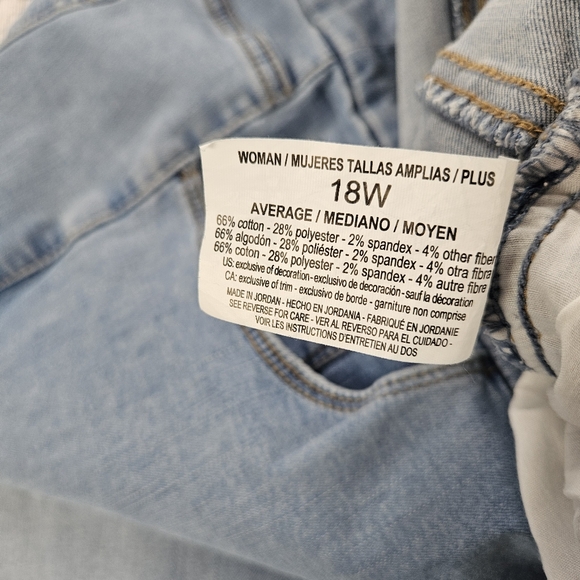 WOMAN / MUJERES TALLAS AMPLIAS / PLUS
18W
AVERAGE / MEDIANO / MOYEN
66% cotton - 28% polyester - 2% spandex - 4% other fiber
66% algodón - 28% poliéster - 2% spandex - 4% otra fibra
66% coton - 28% polyester - 2% spandex - 4% autre fibre
US: exclusive of decoration - exclusivo de decoración - sauf la décoration
CA: exclusive of trim - exclusivo de borde - garniture non comprise
MADE IN JORDAN - HECHO EN JORDANIA - FABRIQUÉ EN JORDANIE
SEE REVERSE FOR CARE - VER AL REVERSO PARA EL CUIDADO -
VOIR LES INSTRUCTIONS D'ENTRETIEN AU DOS